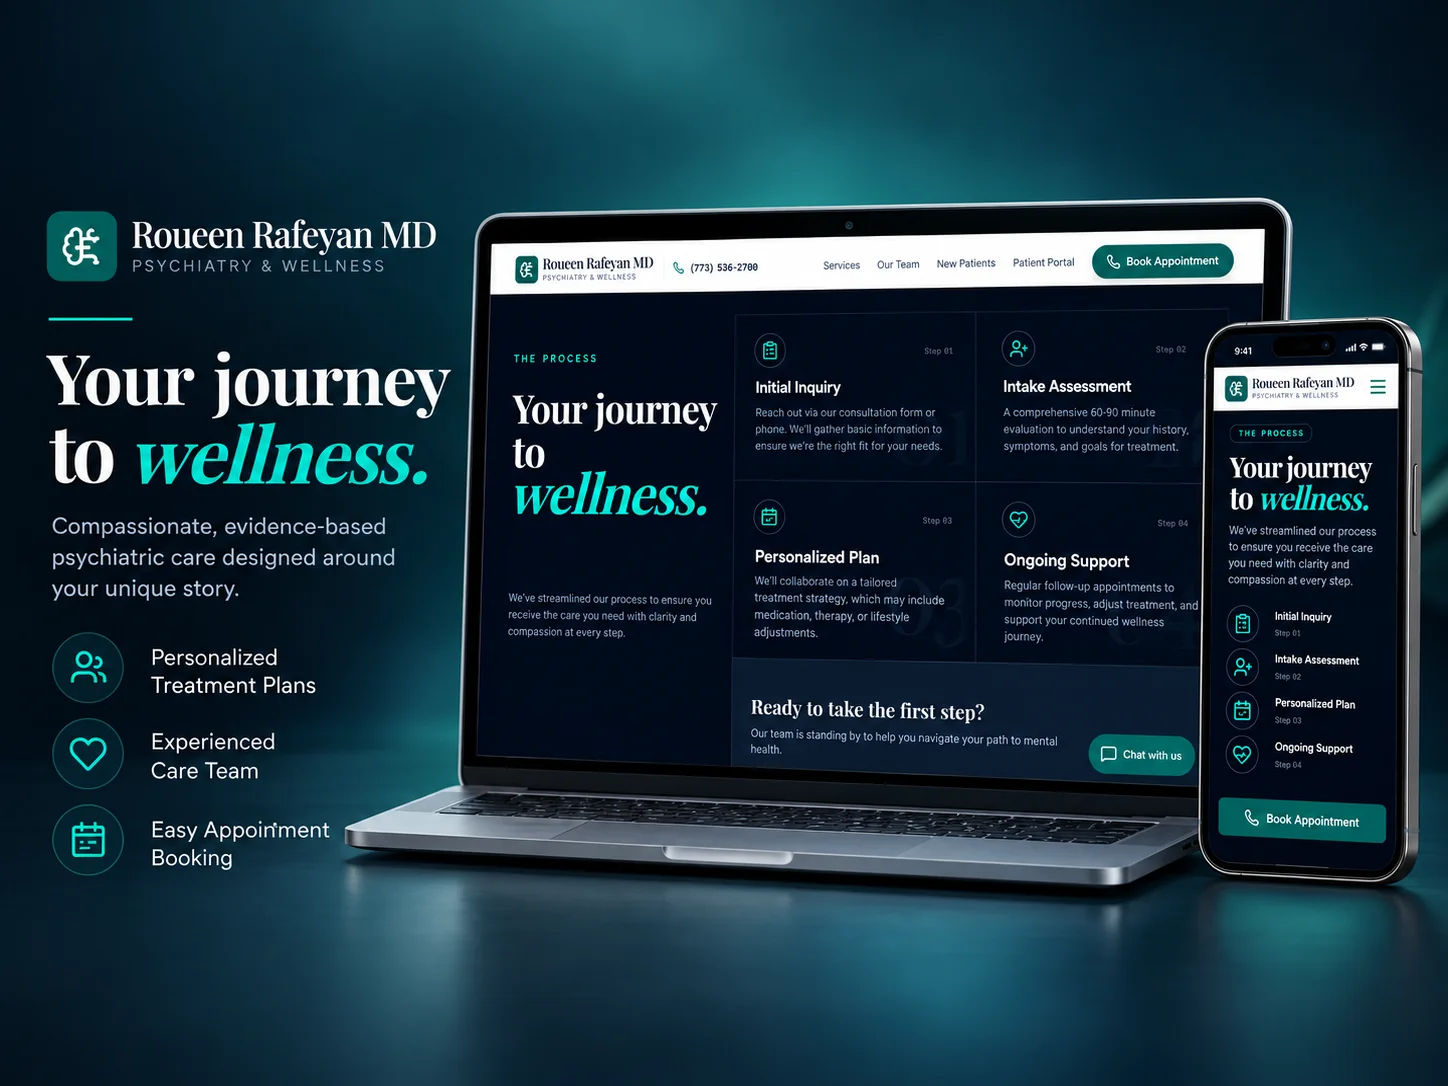 Roueen Rafeyan MD
PSYCHIATRY & WELLNESS
Your journey
to wellness.
Compassionate, evidence-based
psychiatric care designed around
your unique story.
Personalized
Treatment Plans
Experienced
Care Team
Easy Appointment
Booking
Roueen Rafeyan MD
PSYCHIATRY & WELLNESS
(773) 536-2700
Services
Our Team
New Patients
Patient Portal
Book Appointment
THE PROCESS
Your journey
to
wellness.
We've streamlined our process to ensure you
receive the care you need with clarity and
compassion at every step.
Step 01
01
Initial Inquiry
Reach out via our consultation form or
phone. We'll gather basic information to
ensure we're the right fit for your needs.
Step 02
Intake Assessment
A comprehensive 60-90 minute
evaluation to understand your history,
symptoms, and goals for treatment.
Step 03
03
Personalized Plan
We'll collaborate on a tailored
treatment strategy, which may include
medication, therapy, or lifestyle
adjustments.
Step 04
Ongoing Support
Regular follow-up appointments to
monitor progress, adjust treatment, and
support your continued wellness
journey.
Ready to take the first step?
Our team is standing by to help you navigate your path to mental
health.
Chat with us
9:41
Roueen Rafeyan MD
PSYCHIATRY & WELLNESS
THE PROCESS
Your journey
to wellness.
We've streamlined our process
to ensure you receive the care
you need with clarity and
compassion at every step.
Initial Inquiry
Step 01
Intake Assessment
Step 02
Personalized Plan
Step 03
Ongoing Support
Step 04
Book Appointment